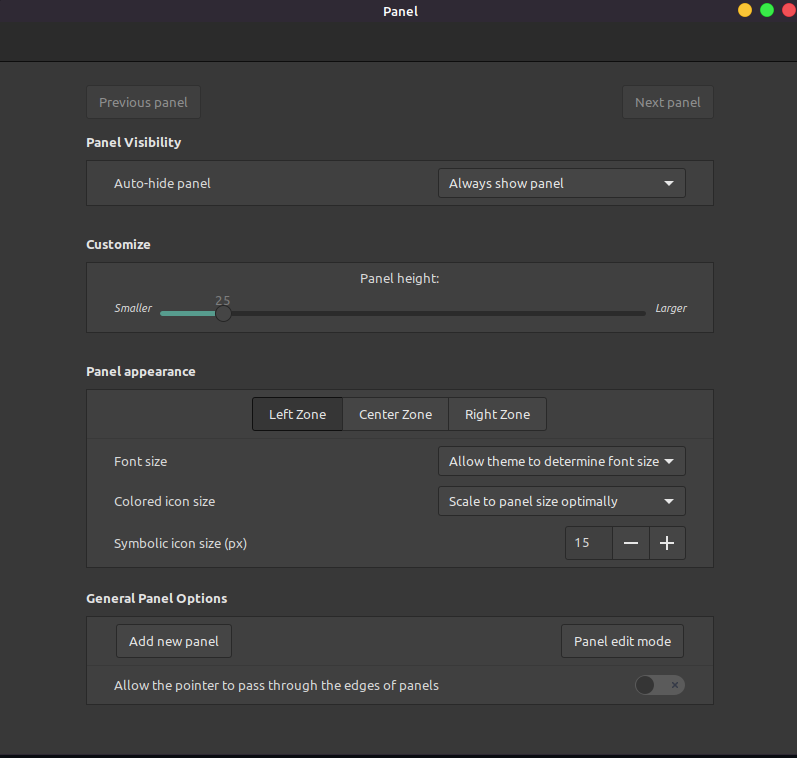 Panel
Previous panel
Next panel
Panel Visibility
Auto-hide panel
Always show panel
Customize
Panel height:
25
Smaller
Larger
Panel appearance
Left Zone
Center Zone
Right Zone
Font size
Allow theme to determine font size
Colored icon size
Scale to panel size optimally
Symbolic icon size (px)
15
General Panel Options
Add new panel
Panel edit mode
Allow the pointer to pass through the edges of panels